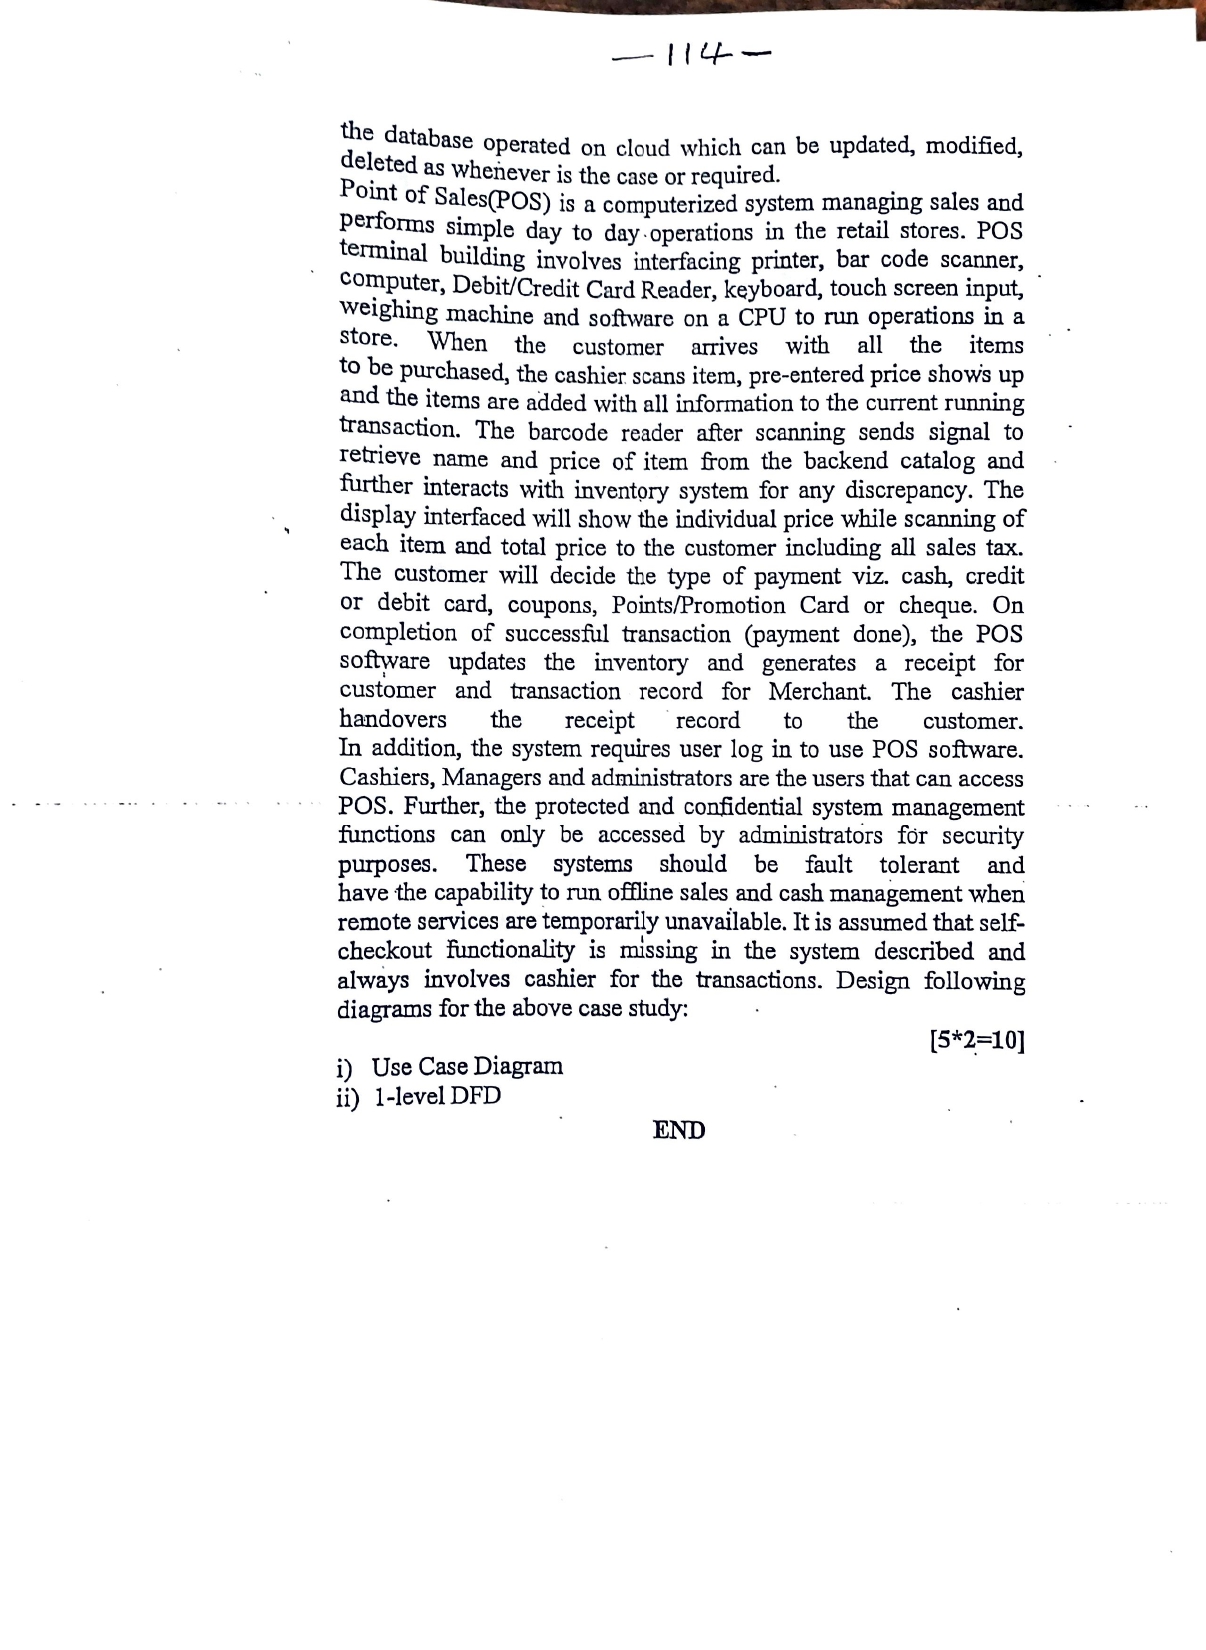 —114—
the database operated on cloud which can be updated, modified,
deleted as whenever is the case or required.
Point of Sales(POS) is a computerized system managing sales and
performs simple day to day operations in the retail stores. POS
terminal building involves interfacing printer, bar code scanner,
computer, Debit/Credit Card Reader, keyboard, touch screen input,
weighing machine and software on a CPU to run operations in a
store. When the customer arrives with all the items
to be purchased, the cashier scans item, pre-entered price shows up
and the items are added with all information to the current running
transaction. The barcode reader after scanning sends signal to
retrieve name and price of item from the backend catalog and
further interacts with inventory system for any discrepancy. The
display interfaced will show the individual price while scanning of
each item and total price to the customer including all sales tax.
The customer will decide the type of payment viz. cash, credit
or debit card, coupons, Points/Promotion Card or cheque. On
completion of successful transaction (payment done), the POS
software updates the inventory and generates a receipt for
customer and transaction record for Merchant. The cashier
handovers the receipt record to the customer.
In addition, the system requires user log in to use POS software.
Cashiers, Managers and administrators are the users that can access
POS. Further, the protected and confidential system management
functions can only be accessed by administrators for security
purposes. These systems should be fault tolerant and
have the capability to run offline sales and cash management when
remote services are temporarily unavailable. It is assumed that self-
checkout functionality is missing in the system described and
always involves cashier for the transactions. Design following
diagrams for the above case study:
[5*2=10]
i) Use Case Diagram
ii) 1-level DFD
END